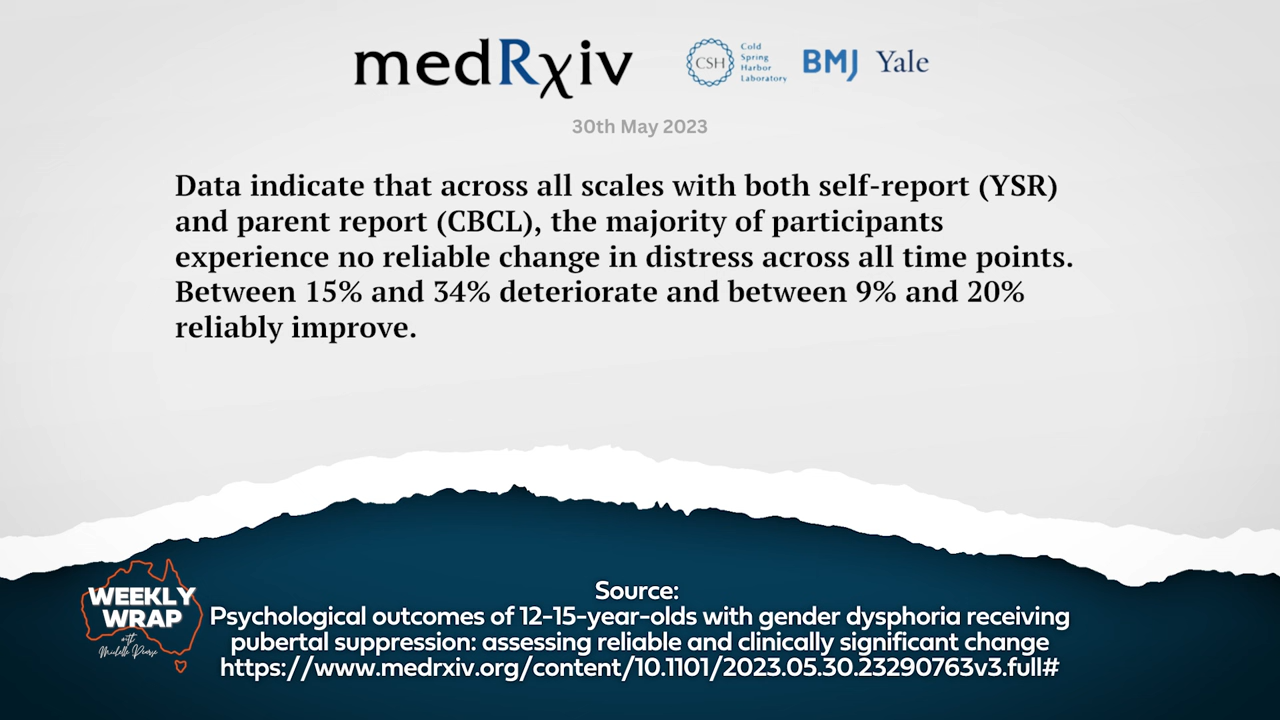 medRχiv
CSH
Cold
Spring
Harbor
Laboratory
BMJ
Yale
30th May 2023
Data indicate that across all scales with both self-report (YSR)
and parent report (CBCL), the majority of participants
experience no reliable change in distress across all time points.
Between 15% and 34% deteriorate and between 9% and 20%
reliably improve.
WEEKLY
WRAP
with
Michelle Pearse
Source:
Psychological outcomes of 12-15-year-olds with gender dysphoria receiving
pubertal suppression: assessing reliable and clinically significant change
https://www.medrxiv.org/content/10.1101/2023.05.30.23290763v3.full#